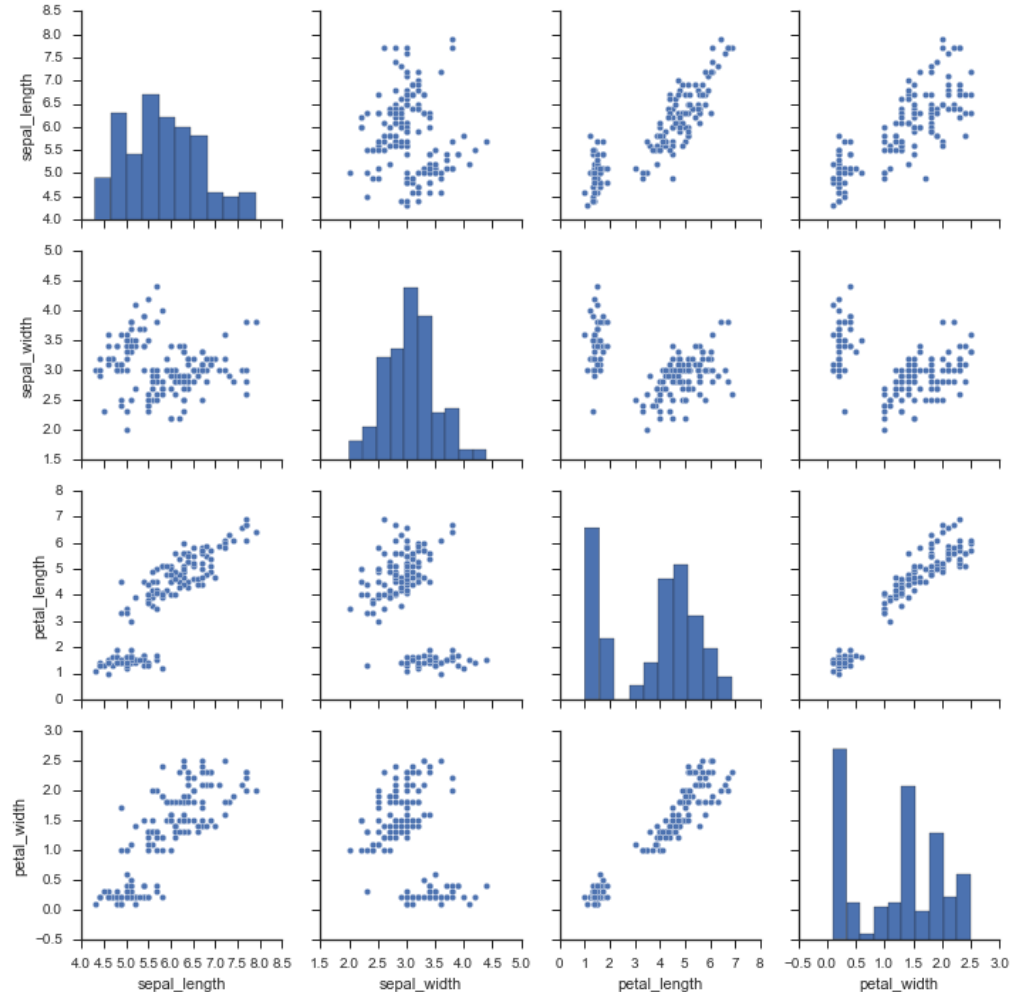 8.5
8.0
7.5
7.0
6.5
6.0
5.5
5.0
4.5
4.0
sepal_length
5.0
4.5
4.0
3.5
3.0
2.5
2.0
1.5
sepal_width
8
7
6
5
4
3
2
1
0
petal_length
3.0
2.5
2.0
1.5
1.0
0.5
0.0
−0.5
petal_width
4.0 4.5 5.0 5.5 6.0 6.5 7.0 7.5 8.0 8.5
sepal_length
1.5 2.0 2.5 3.0 3.5 4.0 4.5 5.0
sepal_width
0 1 2 3 4 5 6 7 8
petal_length
−0.5 0.0 0.5 1.0 1.5 2.0 2.5 3.0
petal_width